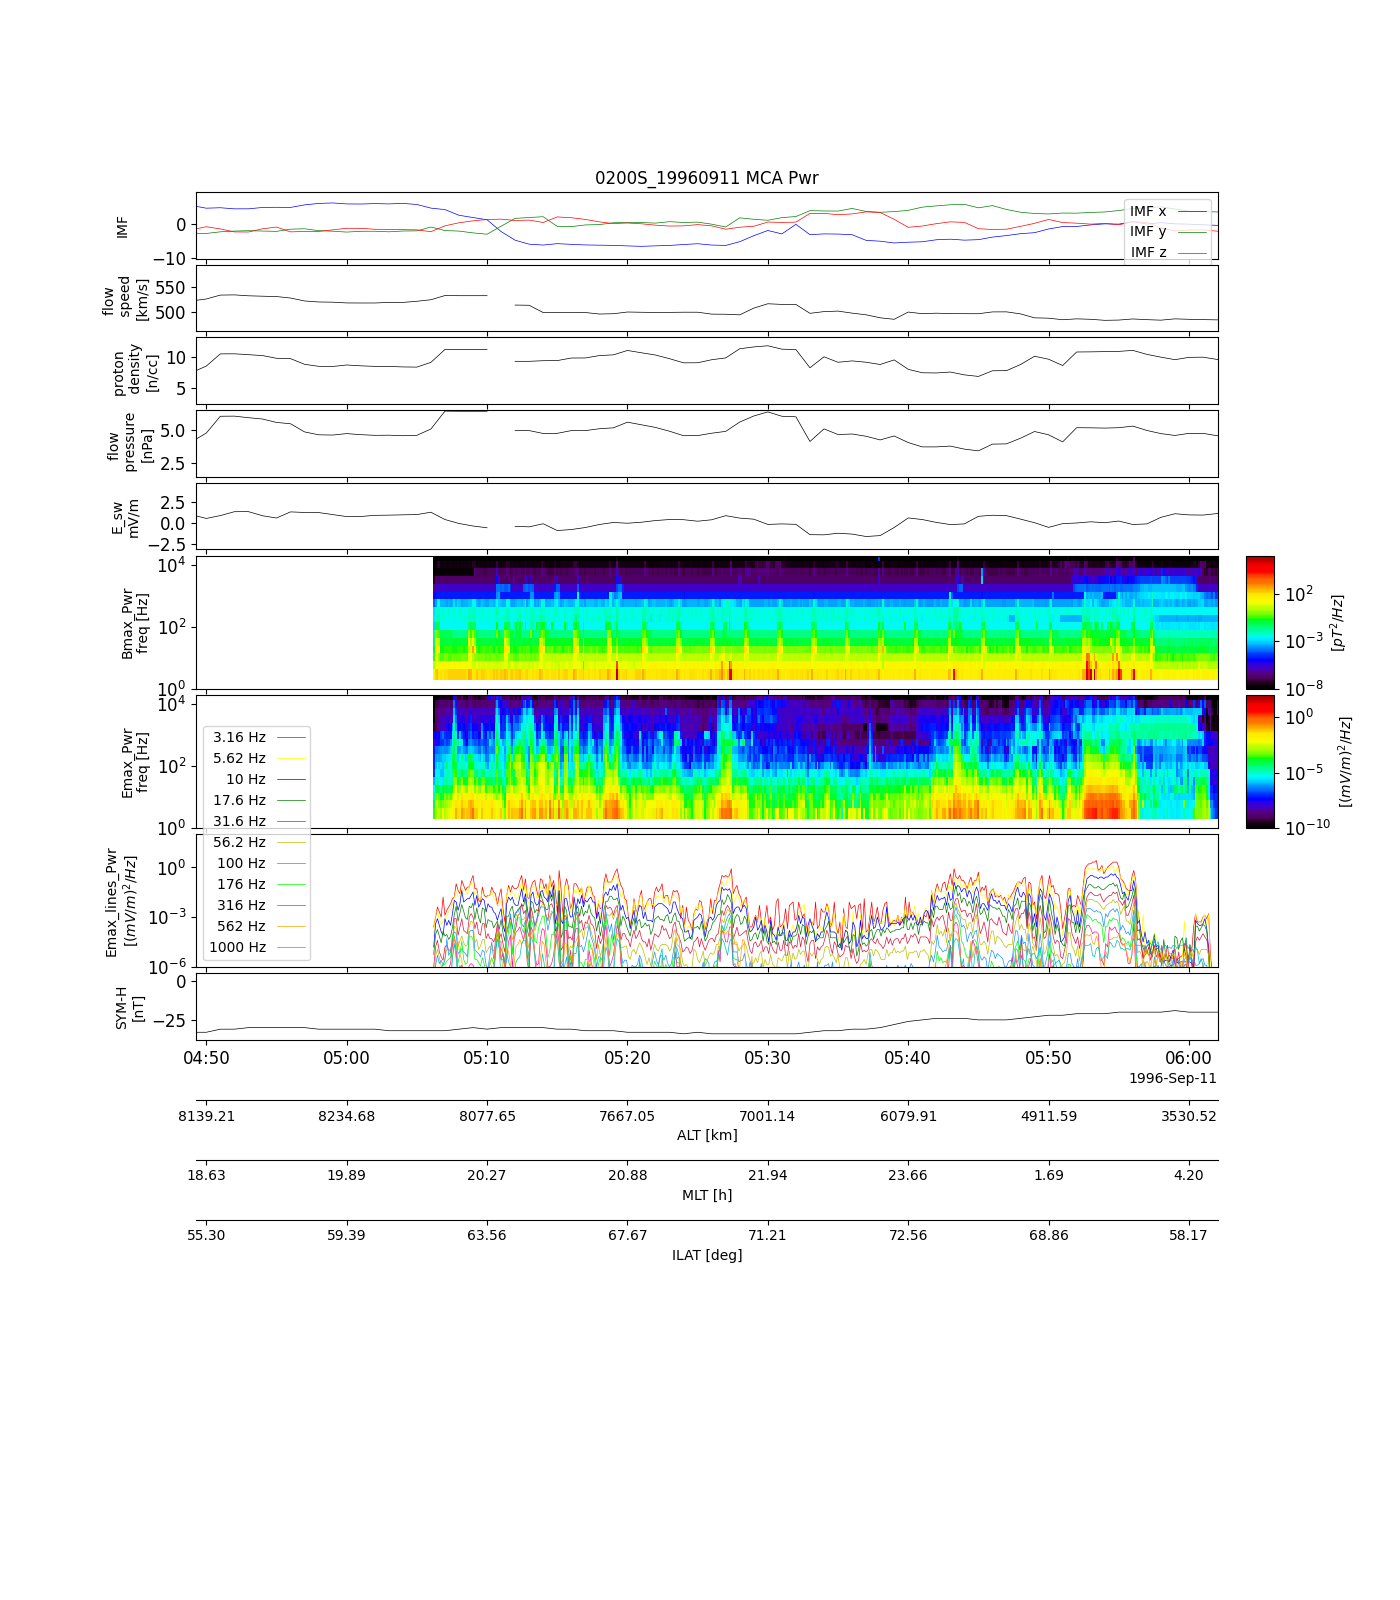 0200S_19960911 MCA Pwr
IMF
0
−10
IMF x
IMF y
IMF z
flow
speed
[km/s]
550
500
proton
density
[n/cc]
10
5
flow
pressure
[nPa]
5.0
2.5
E_sw
mV/m
2.5
0.0
−2.5
Bmax_Pwr
freq [Hz]
10^4
10^2
10^0
10^2
10^−3
10^−8
[pT^2/Hz]
Emax_Pwr
freq [Hz]
10^4
10^2
10^0
10^0
10^−5
10^−10
[(mV/m)^2/Hz]
3.16 Hz
5.62 Hz
10 Hz
17.6 Hz
31.6 Hz
56.2 Hz
100 Hz
176 Hz
316 Hz
562 Hz
1000 Hz
Emax_lines_Pwr
[(mV/m)^2/Hz]
10^0
10^−3
10^−6
SYM-H
[nT]
0
−25
04:50 05:00 05:10 05:20 05:30 05:40 05:50 06:00
1996-Sep-11
8139.21 8234.68 8077.65 7667.05 7001.14 6079.91 4911.59 3530.52
ALT [km]
18.63 19.89 20.27 20.88 21.94 23.66 1.69 4.20
MLT [h]
55.30 59.39 63.56 67.67 71.21 72.56 68.86 58.17
ILAT [deg]